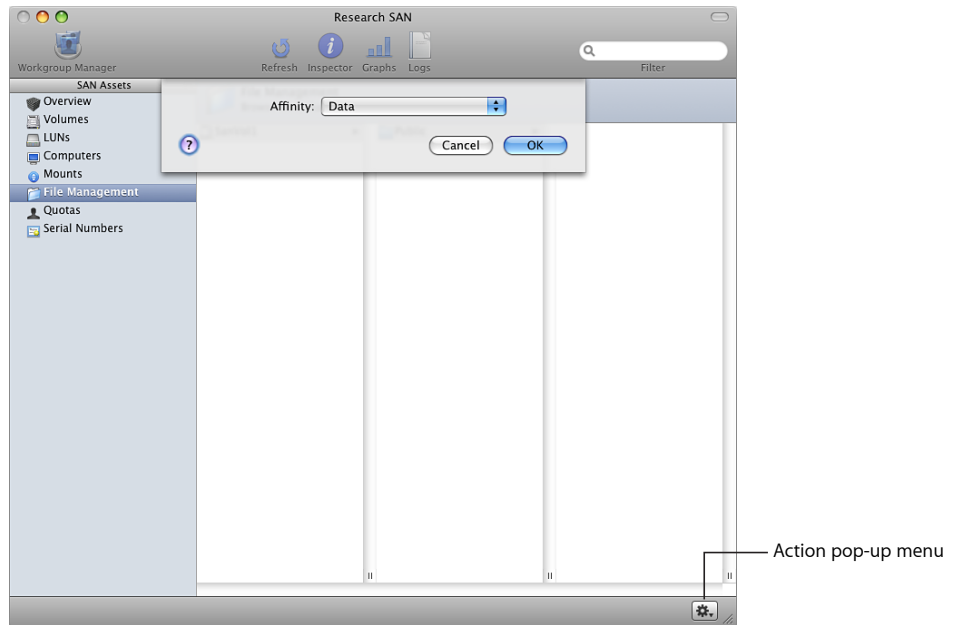 Research SAN
Workgroup Manager
Refresh Inspector Graphs Logs
Filter
SAN Assets
Overview
Volumes
LUNs
Computers
Mounts
File Management
Quotas
Serial Numbers
Affinity: Data
?
Cancel OK
Action pop-up menu